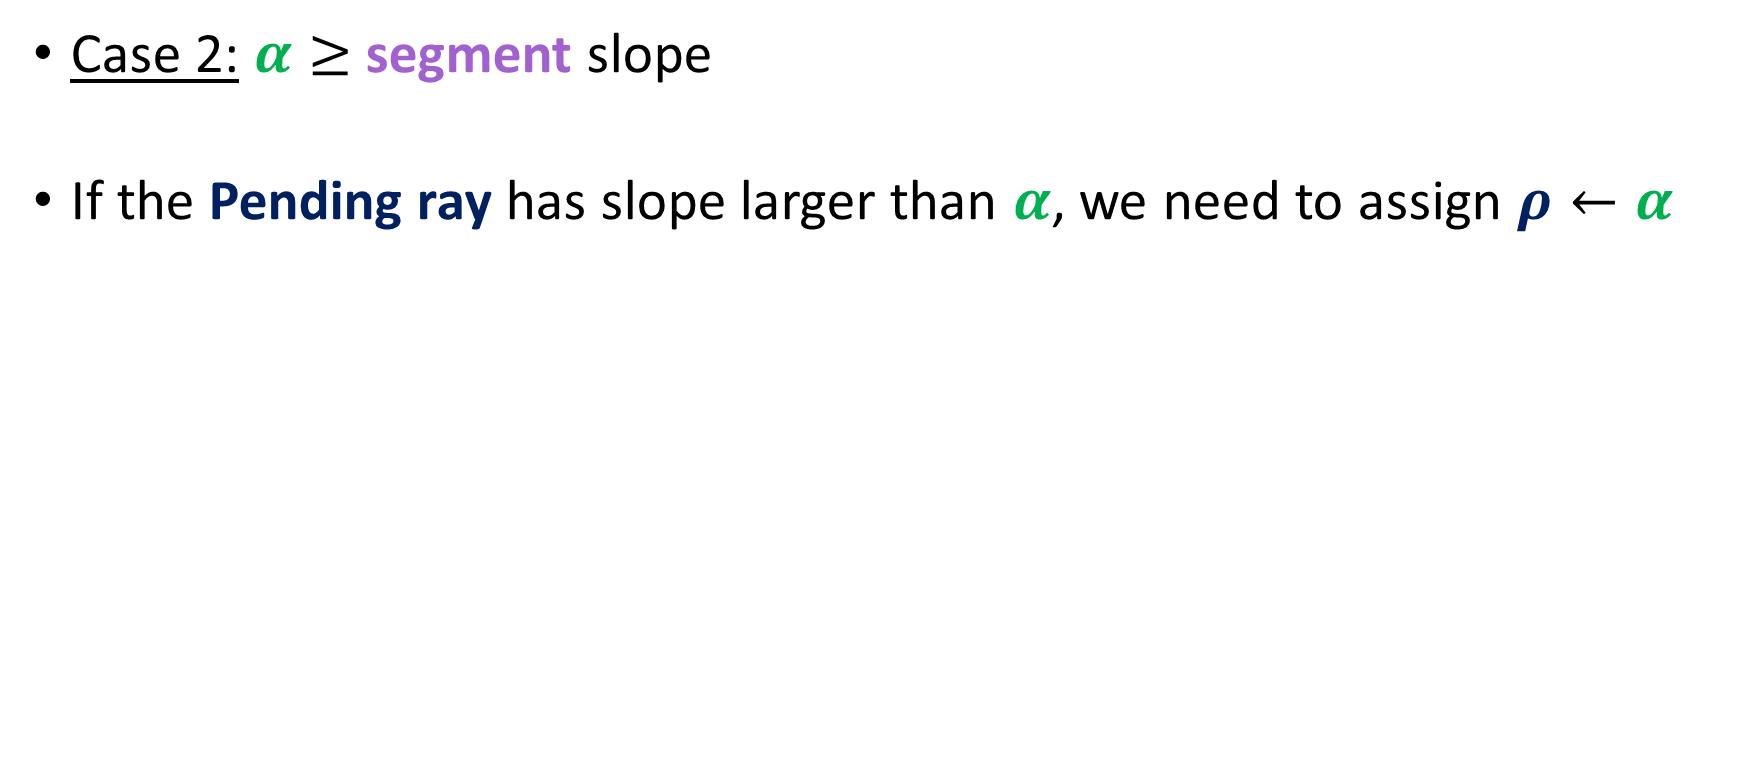 • Case 2: α ≥ segment slope
• If the Pending ray has slope larger than α, we need to assign ρ ← α